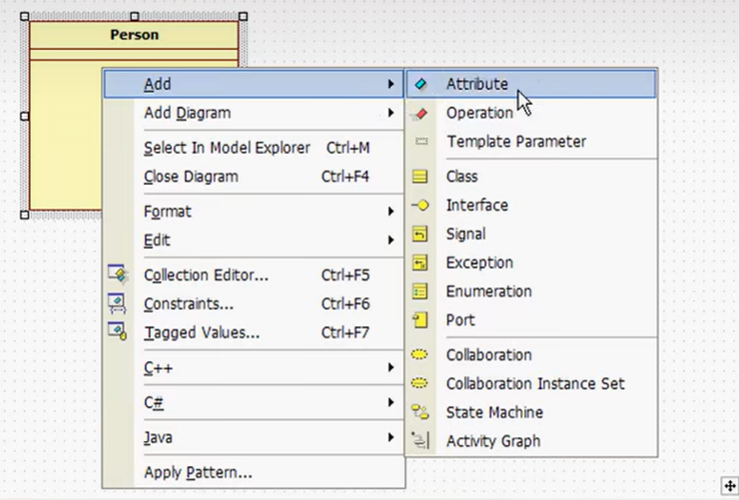 Person
Add
Add Diagram
Select In Model Explorer Ctrl+M
Close Diagram Ctrl+F4
Format
Edit
Collection Editor... Ctrl+F5
Constraints... Ctrl+F6
Tagged Values... Ctrl+F7
C++
C#
Java
Apply Pattern...
Attribute
Operation
Template Parameter
Class
Interface
Signal
Exception
Enumeration
Port
Collaboration
Collaboration Instance Set
State Machine
Activity Graph